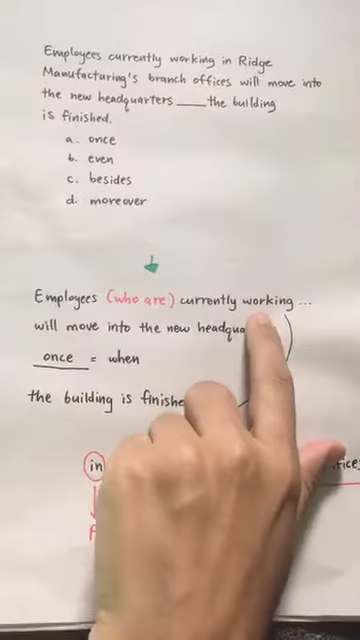 Employees currently working in Ridge
Manufacturing's branch offices will move into
the new headquarters ____ the building
is finished.
a. once
b. even
c. besides
d. moreover
Employees (who are) currently working ...
will move into the new
once = when
the building is
in